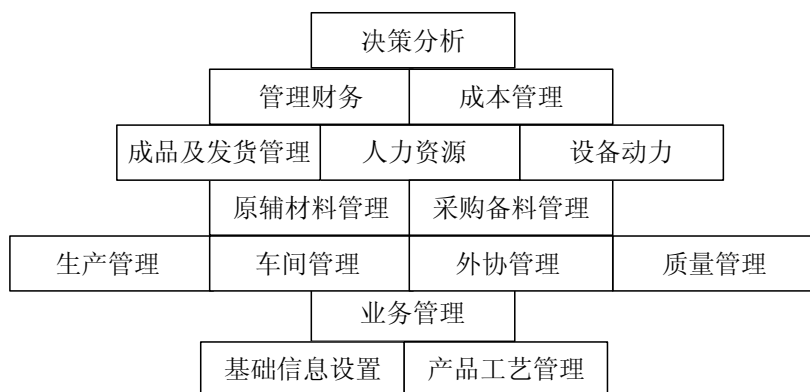 决策分析
管理财务 成本管理
成品及发货管理 人力资源 设备动力
原辅材料管理 采购备料管理
生产管理 车间管理 外协管理 质量管理
业务管理
基础信息设置 产品工艺管理